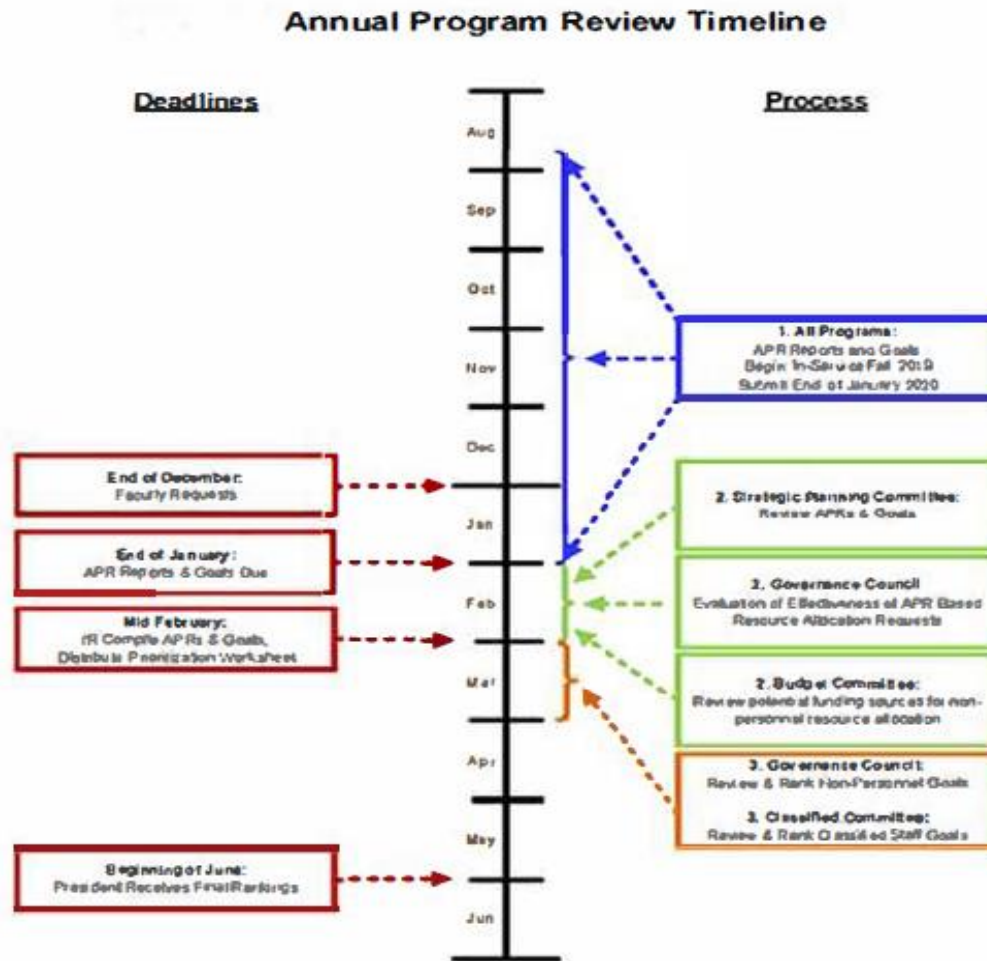 Annual Program Review Timeline
Deadlines
Process
Aug
Sep
Oct
Nov
Dec
Jan
Feb
Mar
Apr
May
Jun
End of December:
Faculty Requests
End of January:
APR Reports & Goals Due
Mid February:
IR Compile APRs & Goals,
Distribute Prioritization Worksheet
Beginning of June:
President Receives Final Rankings
1. All Programs:
APR Reports and Goals
Begin In-Service Fall 2019
Submit End of January 2020
2. Strategic Planning Committee:
Review APRs & Goals
Governance Council
Evaluation of Effectiveness of APR Based
Resource Allocation Requests
2. Budget Committee:
Review potential funding sources for non-
personnel resource allocation
3. Governance Council:
Review & Rank Non-Personnel Goals
3. Classified Committee:
Review & Rank Classified Staff Goals